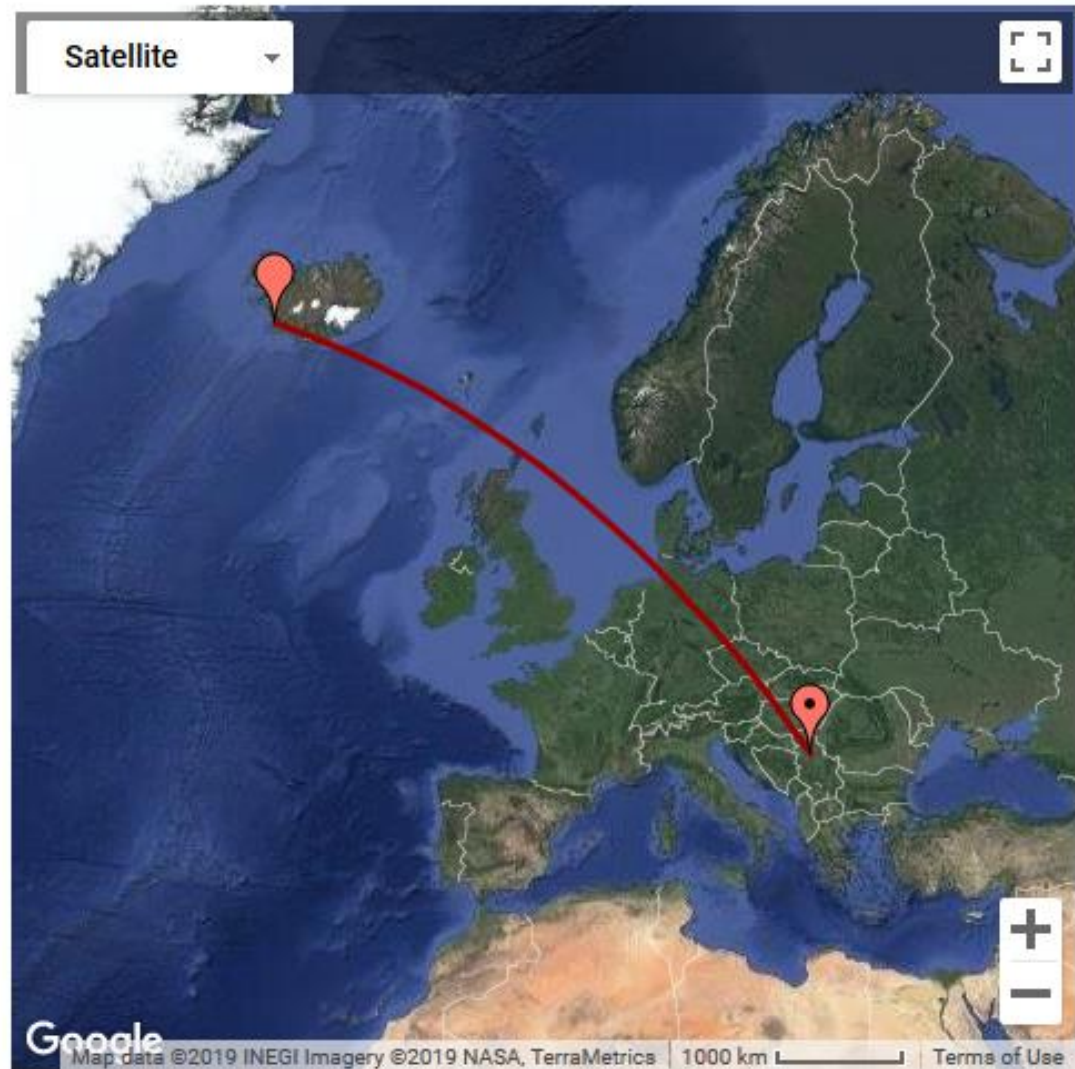 Satellite
Google
Map data ©2019 INEGI Imagery ©2019 NASA, TerraMetrics
1000 km
Terms of Use